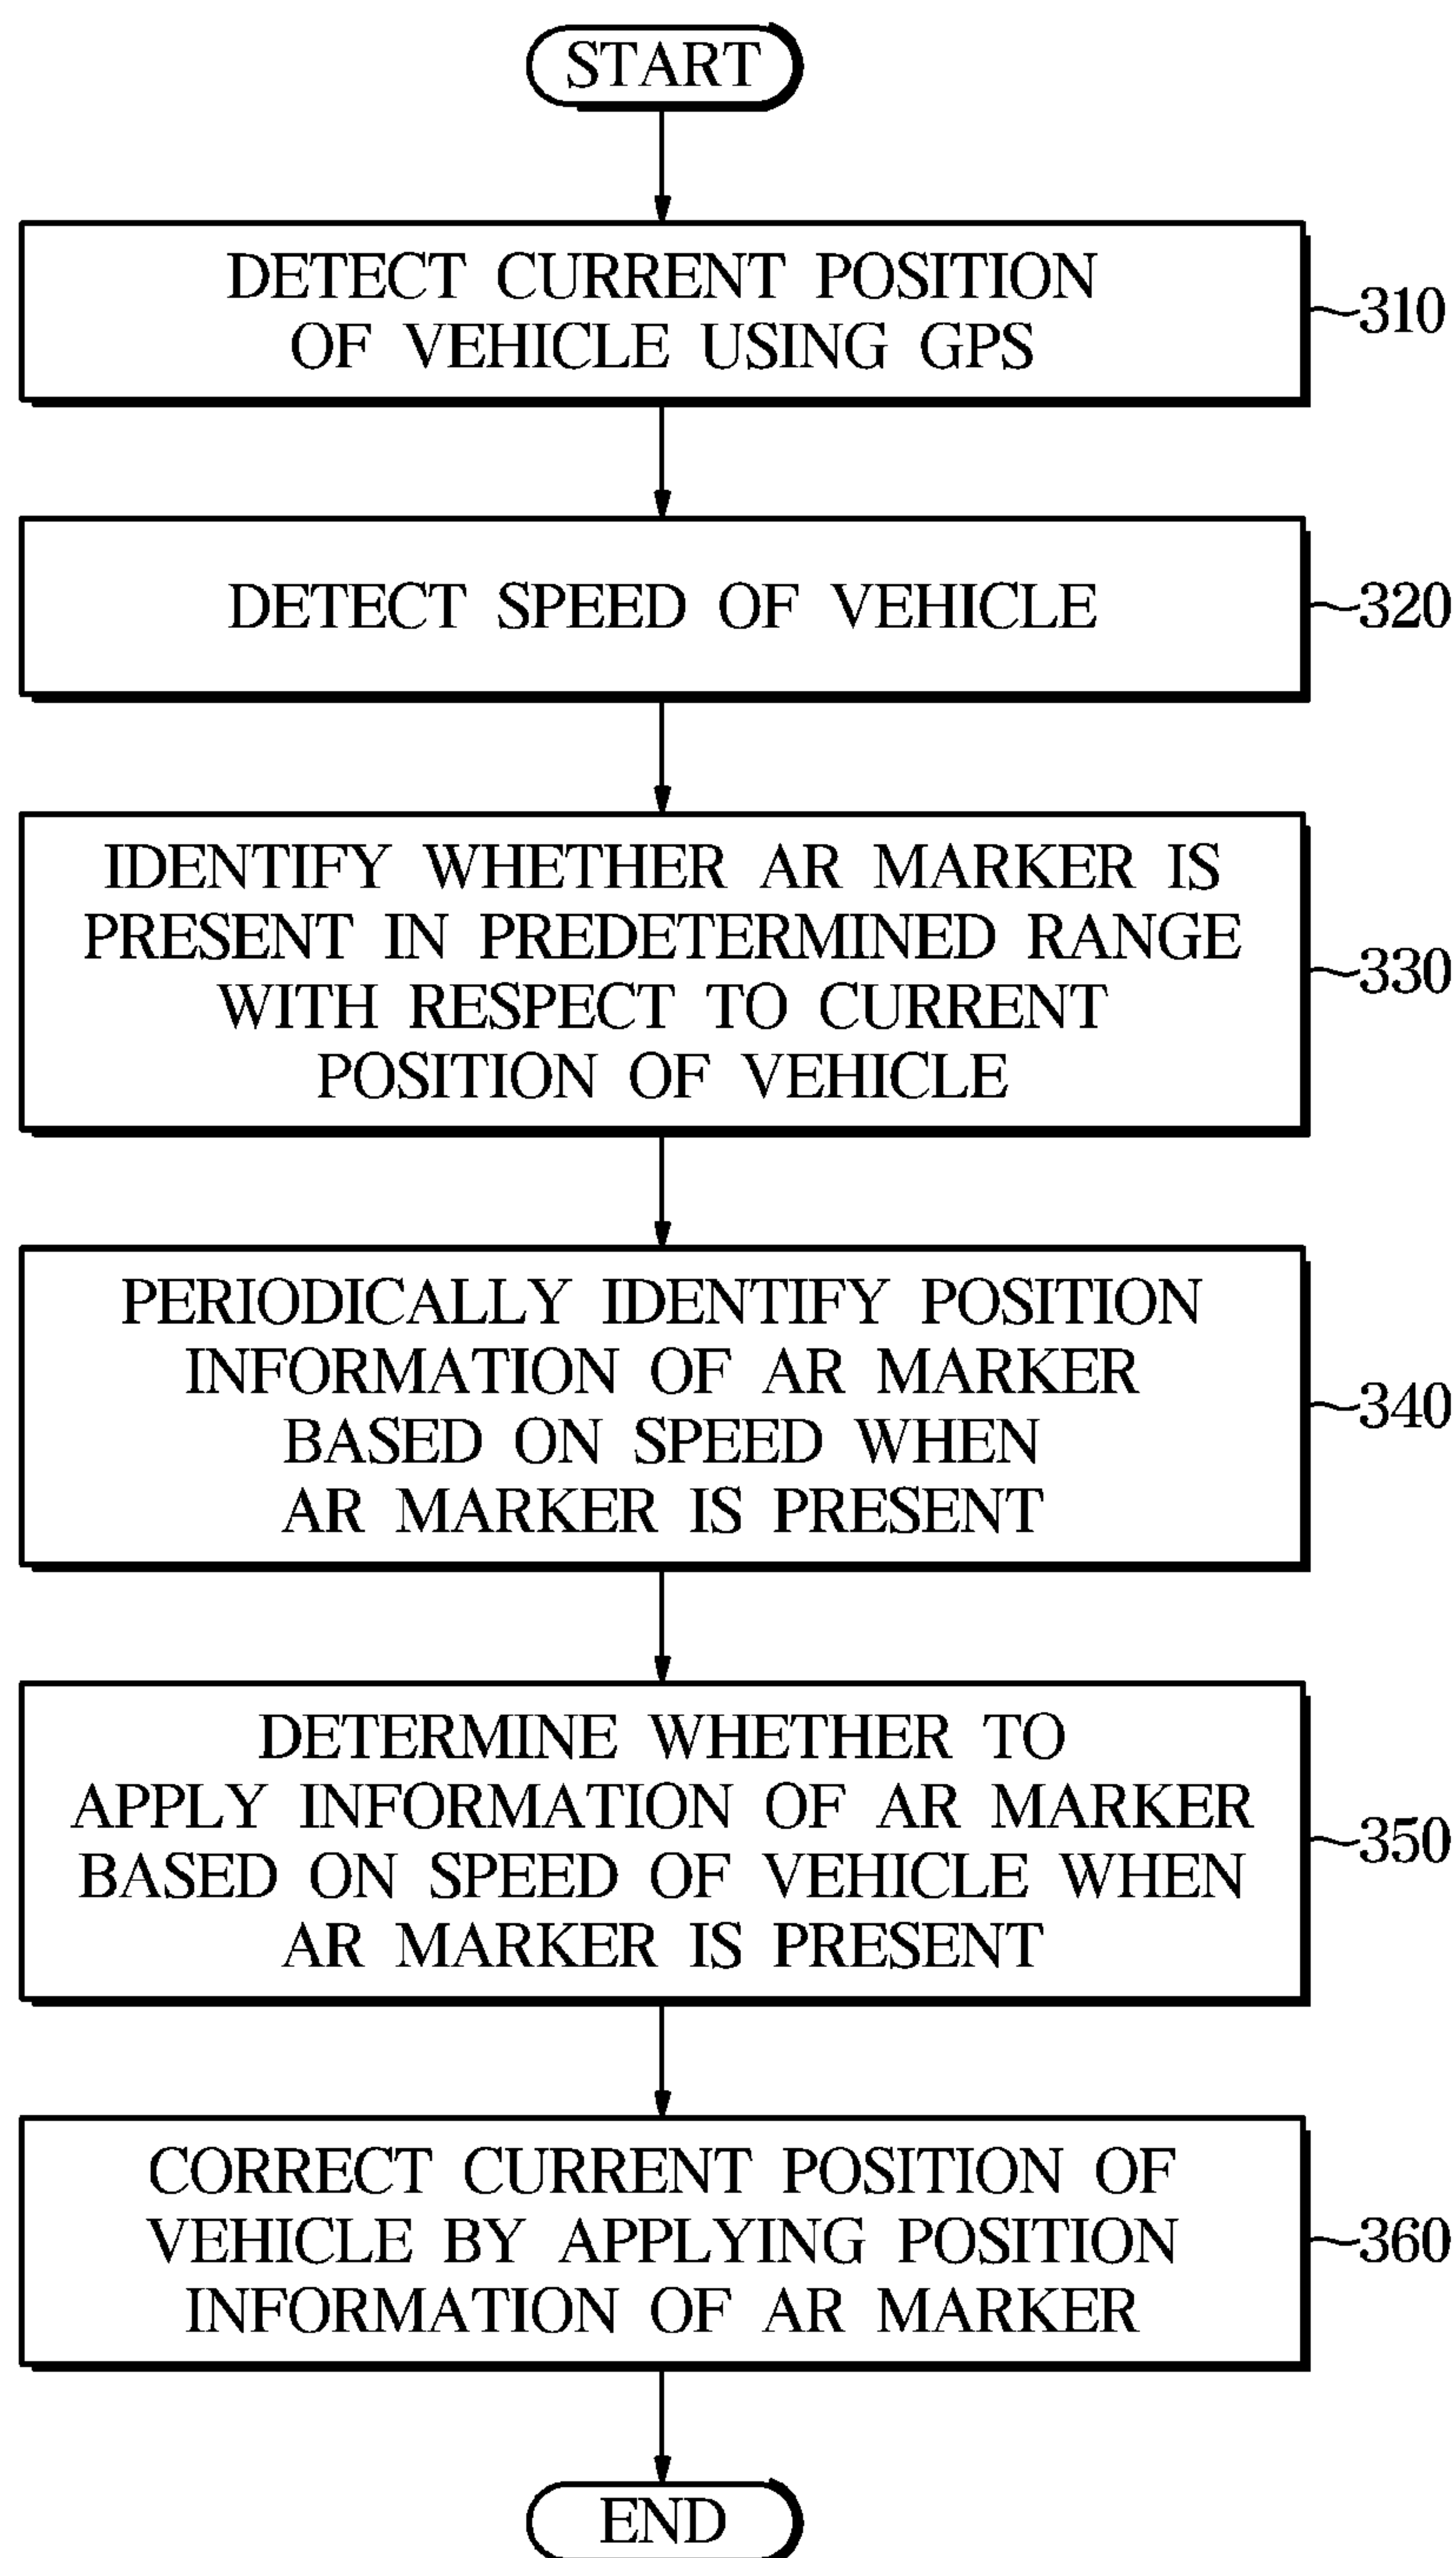 START
DETECT CURRENT POSITION
OF VEHICLE USING GPS
310
DETECT SPEED OF VEHICLE
320
IDENTIFY WHETHER AR MARKER IS
PRESENT IN PREDETERMINED RANGE
WITH RESPECT TO CURRENT
POSITION OF VEHICLE
330
PERIODICALLY IDENTIFY POSITION
INFORMATION OF AR MARKER
BASED ON SPEED WHEN
AR MARKER IS PRESENT
340
DETERMINE WHETHER TO
APPLY INFORMATION OF AR MARKER
BASED ON SPEED OF VEHICLE WHEN
AR MARKER IS PRESENT
350
CORRECT CURRENT POSITION OF
VEHICLE BY APPLYING POSITION
INFORMATION OF AR MARKER
360
END